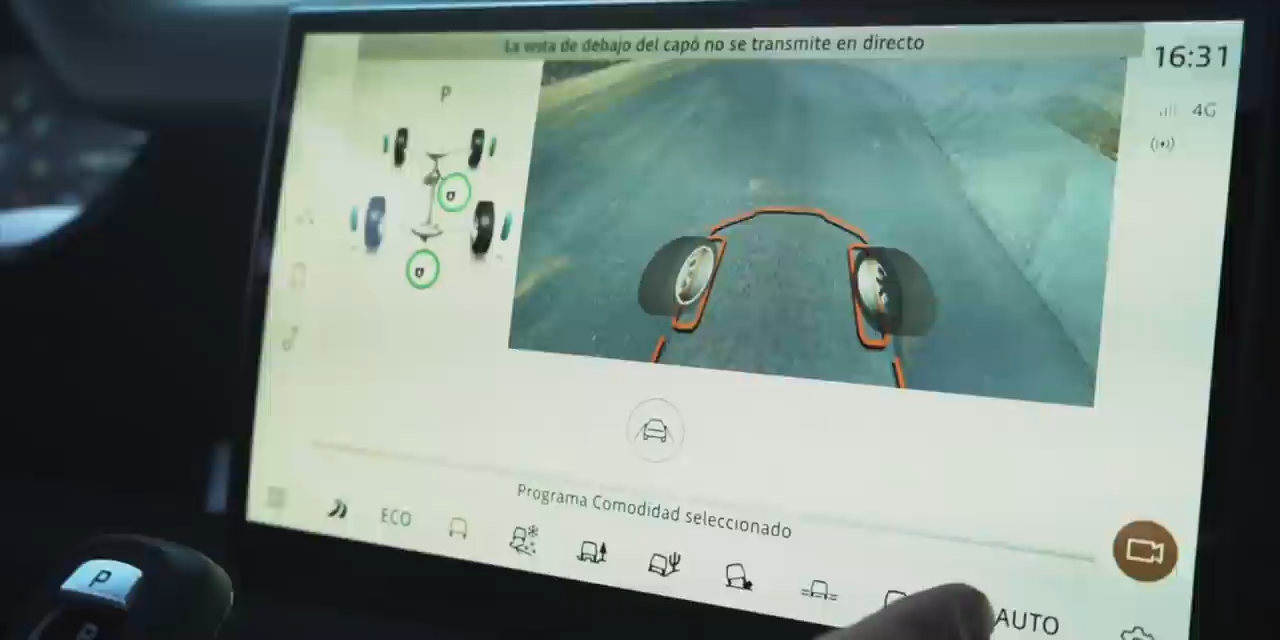 La vista de debajo del capó no se transmite en directo
16:31
P
4G
Programa Comodidad seleccionado
ECO
AUTO
P
R